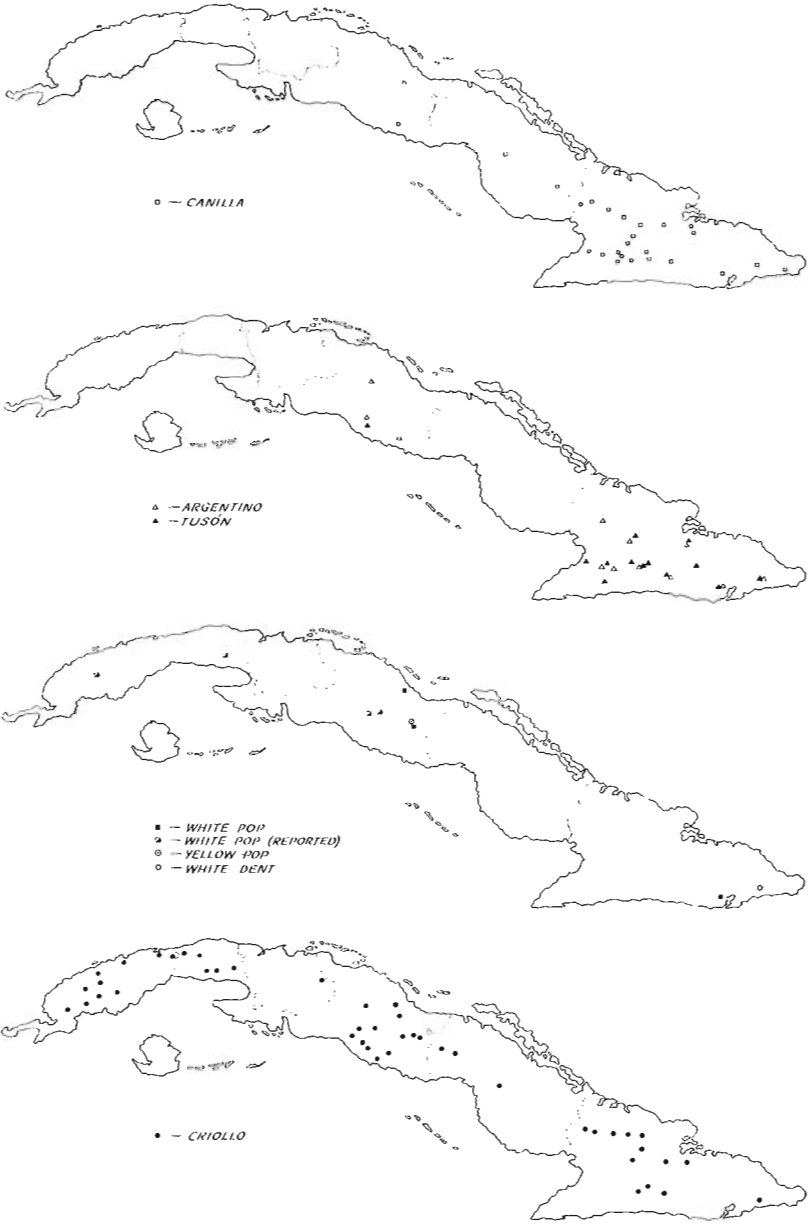 — CANILLA
— ARGENTINO
— TUSÓN
— WHITE POP
— WHITE POP (REPORTED)
— YELLOW POP
— WHITE DENT
— CRIOLLO